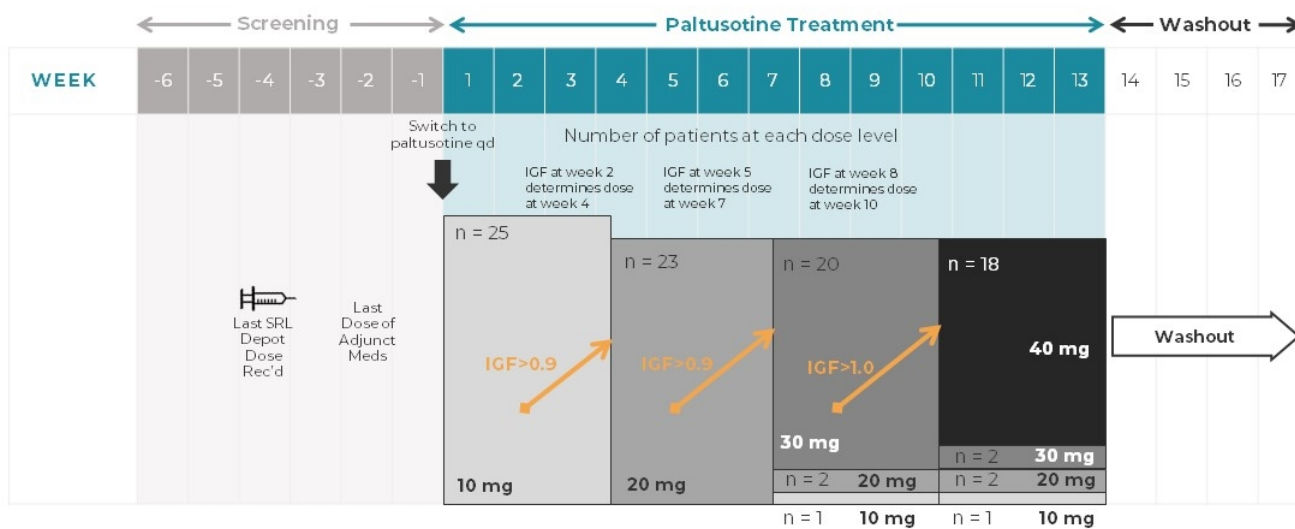 Screening
Paltusotine Treatment
Washout
WEEK
-6 -5 -4 -3 -2 -1 1 2 3 4 5 6 7 8 9 10 11 12 13 14 15 16 17
Switch to
paltusotine qd
Number of patients at each dose level
IGF at week 2
determines dose
at week 4
IGF at week 5
determines dose
at week 7
IGF at week 8
determines dose
at week 10
n = 25
n = 23
n = 20
n = 18
Last SRL
Depot
Dose
Rec'd
Last
Dose of
Adjunct
Meds
IGF>0.9
IGF>0.9
IGF>1.0
40 mg
Washout
10 mg
20 mg
30 mg
n = 2 20 mg
n = 1 10 mg
n = 2 30 mg
n = 2 20 mg
n = 1 10 mg